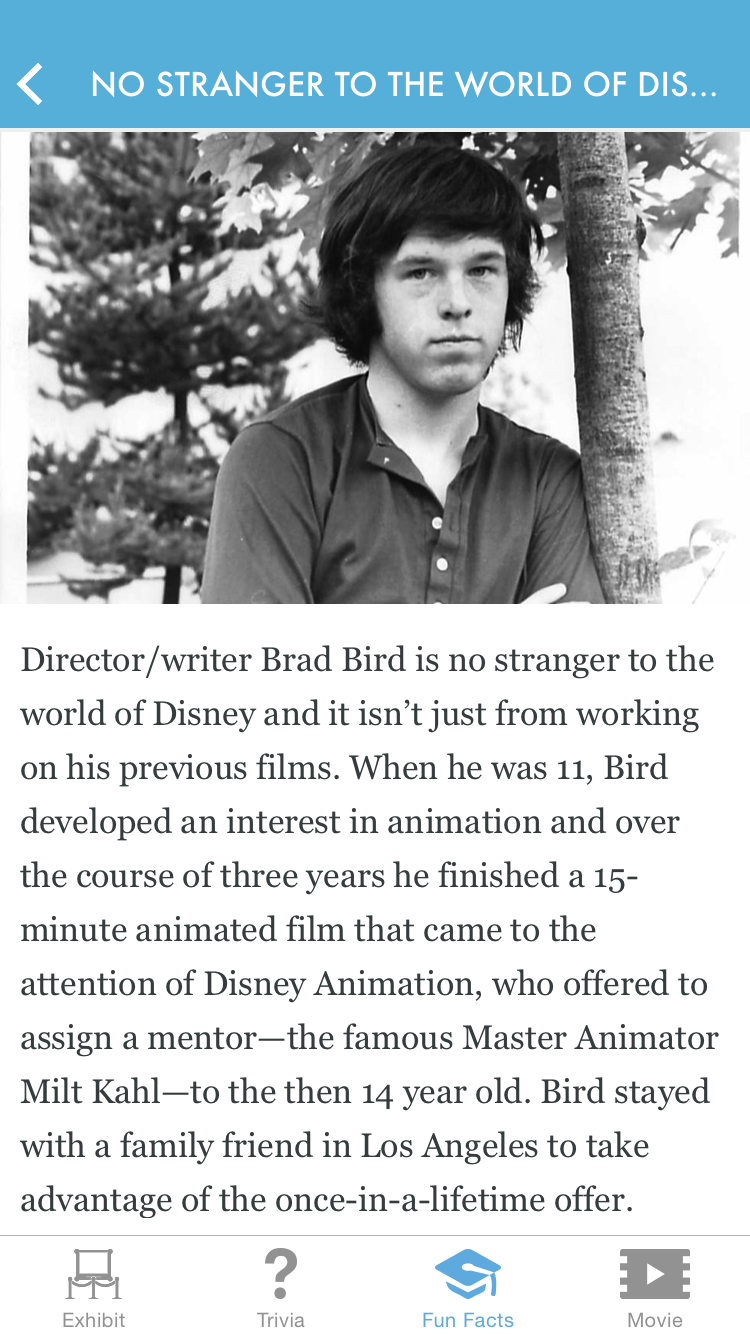 NO STRANGER TO THE WORLD OF DIS...
Director/writer Brad Bird is no stranger to the
world of Disney and it isn’t just from working
on his previous films. When he was 11, Bird
developed an interest in animation and over
the course of three years he finished a 15-
minute animated film that came to the
attention of Disney Animation, who offered to
assign a mentor—the famous Master Animator
Milt Kahl—to the then 14 year old. Bird stayed
with a family friend in Los Angeles to take
advantage of the once-in-a-lifetime offer.
Exhibit
Trivia
Fun Facts
Movie